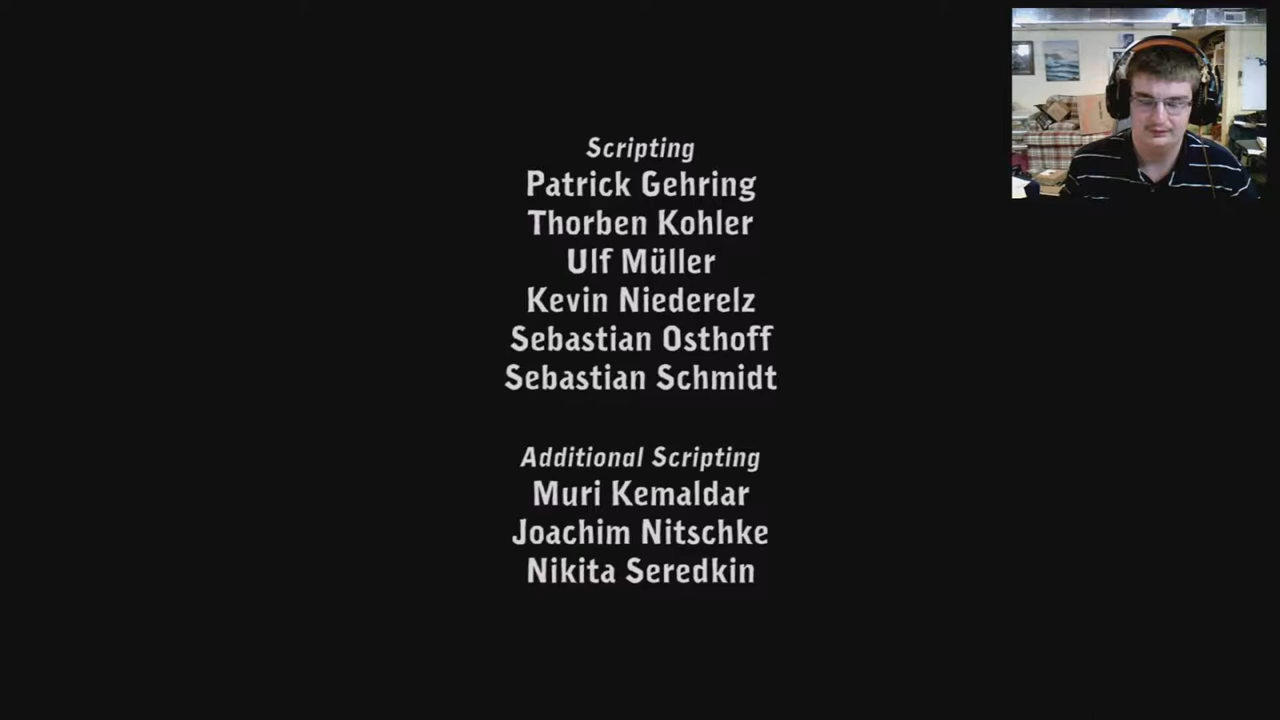 Scripting
Patrick Gehring
Thorben Kohler
Ulf Müller
Kevin Niederelz
Sebastian Osthoff
Sebastian Schmidt
Additional Scripting
Muri Kemaldar
Joachim Nitschke
Nikita Seredkin